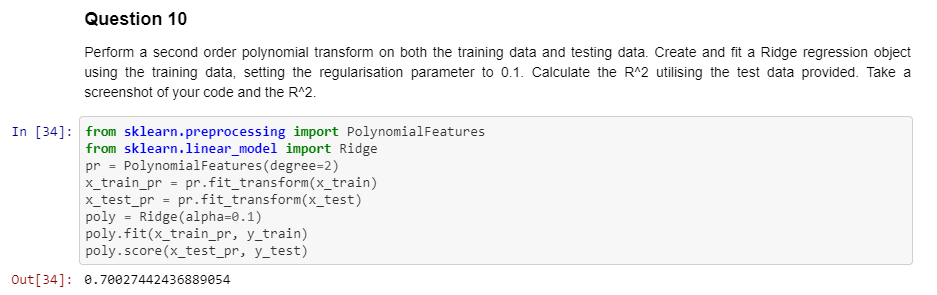 Question 10
Perform a second order polynomial transform on both the training data and testing data. Create and fit a Ridge regression object
using the training data, setting the regularisation parameter to 0.1. Calculate the R^2 utilising the test data provided. Take a
screenshot of your code and the R^2.
In [34]: from sklearn.preprocessing import PolynomialFeatures
from sklearn.linear_model import Ridge
pr = PolynomialFeatures(degree=2)
x_train_pr = pr.fit_transform(x_train)
x_test_pr = pr.fit_transform(x_test)
poly = Ridge(alpha=0.1)
poly.fit(x_train_pr, y_train)
poly.score(x_test_pr, y_test)
Out[34]: 0.70027442436889054